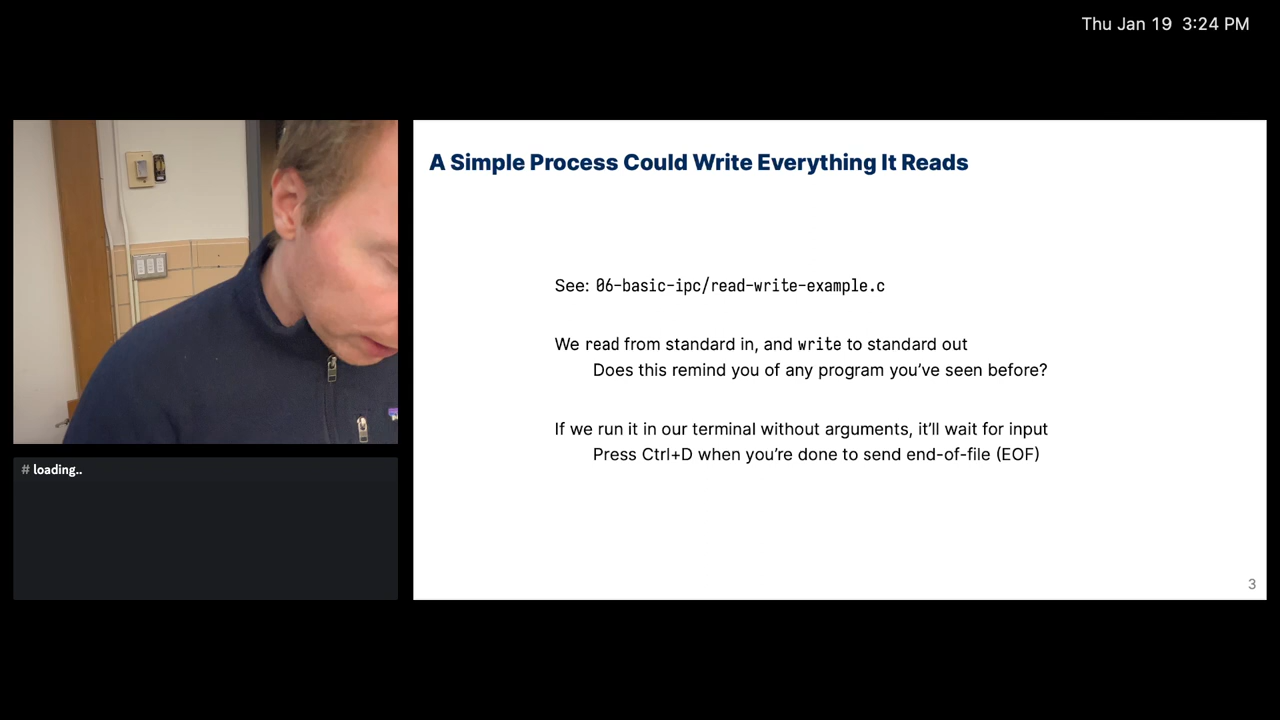 Thu Jan 19 3:24 PM
A Simple Process Could Write Everything It Reads
See: 06-basic-ipc/read-write-example.c
We read from standard in, and write to standard out
Does this remind you of any program you've seen before?
If we run it in our terminal without arguments, it'll wait for input
Press Ctrl+D when you're done to send end-of-file (EOF)
# loading..
3